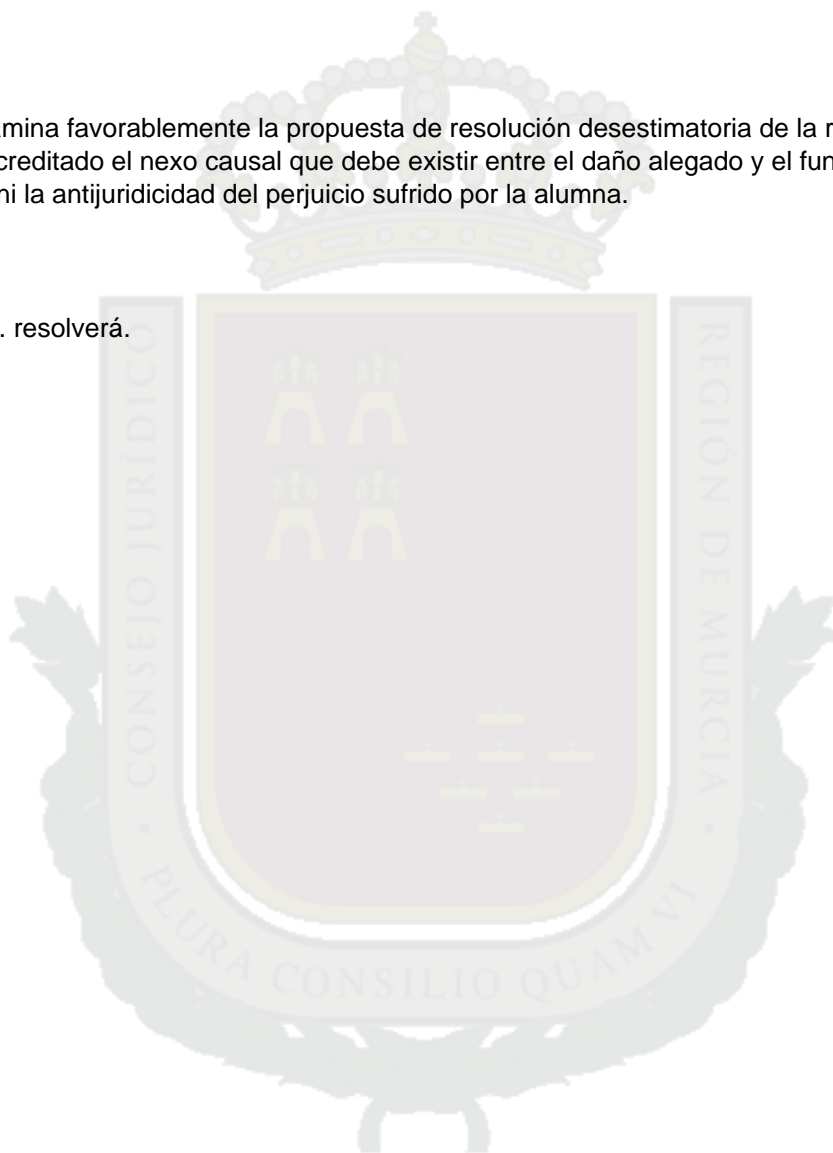 amina favorablemente la propuesta de resolución desestimatoria de la r
creditado el nexo causal que debe existir entre el daño alegado y el fun
ni la antijuridicidad del perjuicio sufrido por la alumna.
. resolverá.
CONSEJO JURÍDICO
REGIÓN DE MURCIA
PLURA CONSILIO QUAM VI